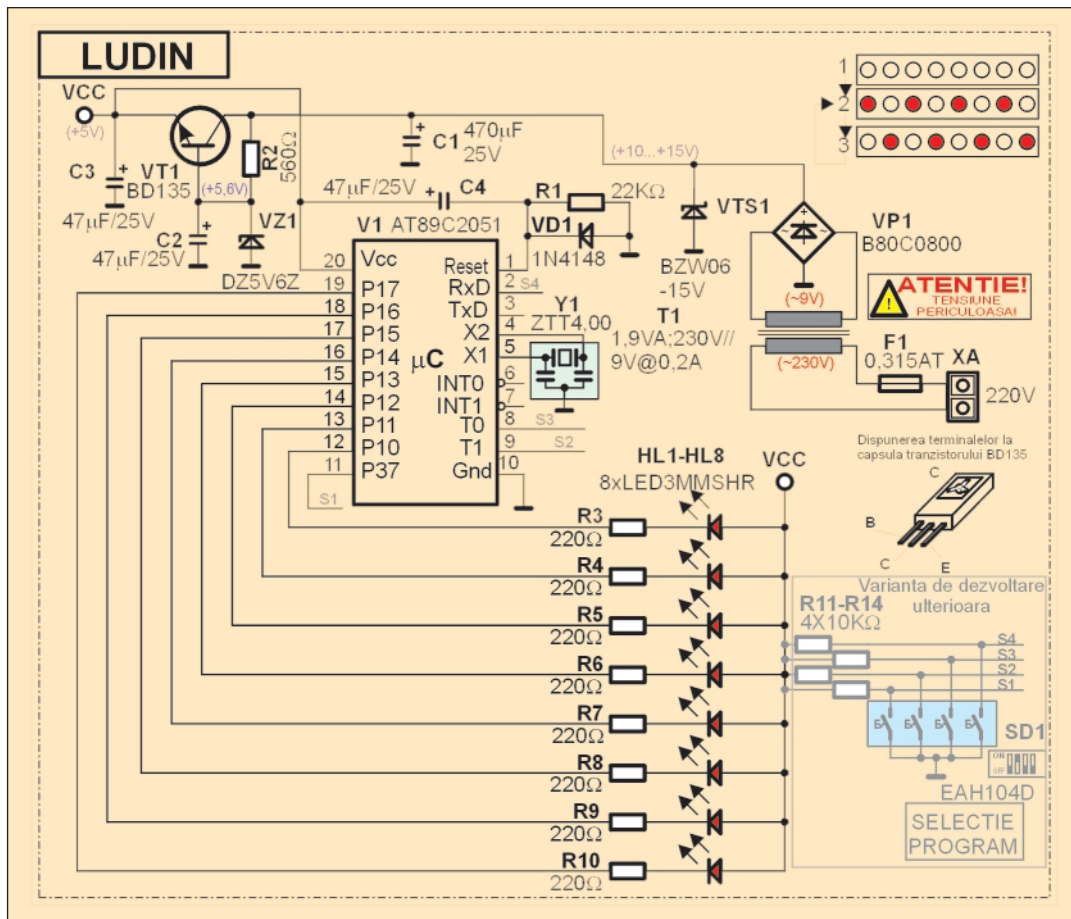 LUDIN
VCC
(+5V)
C3
47µF/25V
VT1
BD135
(+5,6V)
R2
560Ω
C2
47µF/25V
VZ1
DZ5V6Z
C1
470µF
25V
(+10...+15V)
47µF/25V
C4
R1
22KΩ
VD1
1N4148
VTS1
BZW06
-15V
VP1
B80C0800
1
2
3
V1 AT89C2051
µC
20 Vcc
19 P17
18 P16
17 P15
16 P14
15 P13
14 P12
13 P11
12 P10
11 P37
S1
Reset 1
RxD 2 S4
TxD 3
X2 4
X1 5
INT0 6
INT1 7
T0 8 S3
T1 9 S2
Gnd 10
Y1
ZTT4,00
T1
1,9VA;230V//
9V@0,2A
(~9V)
(~230V)
~ + ~
ATENTIE!
TENSIUNE
PERICULOASA!
F1
0,315AT
XA
220V
Dispunerea terminalelor la
capsula tranzistorului BD135
C
B
C
E
HL1-HL8
8xLED3MMSHR
VCC
R3
220Ω
R4
220Ω
R5
220Ω
R6
220Ω
R7
220Ω
R8
220Ω
R9
220Ω
R10
220Ω
Varianta de dezvoltare
ulterioara
R11-R14
4X10KΩ
S4
S3
S2
S1
SD1
ON
OFF
EAH104D
SELECTIE
PROGRAM